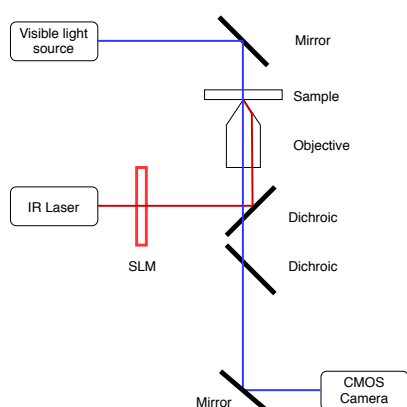 Visible light
source
Mirror
Sample
Objective
IR Laser
Dichroic
SLM
Dichroic
CMOS
Camera
Mirror